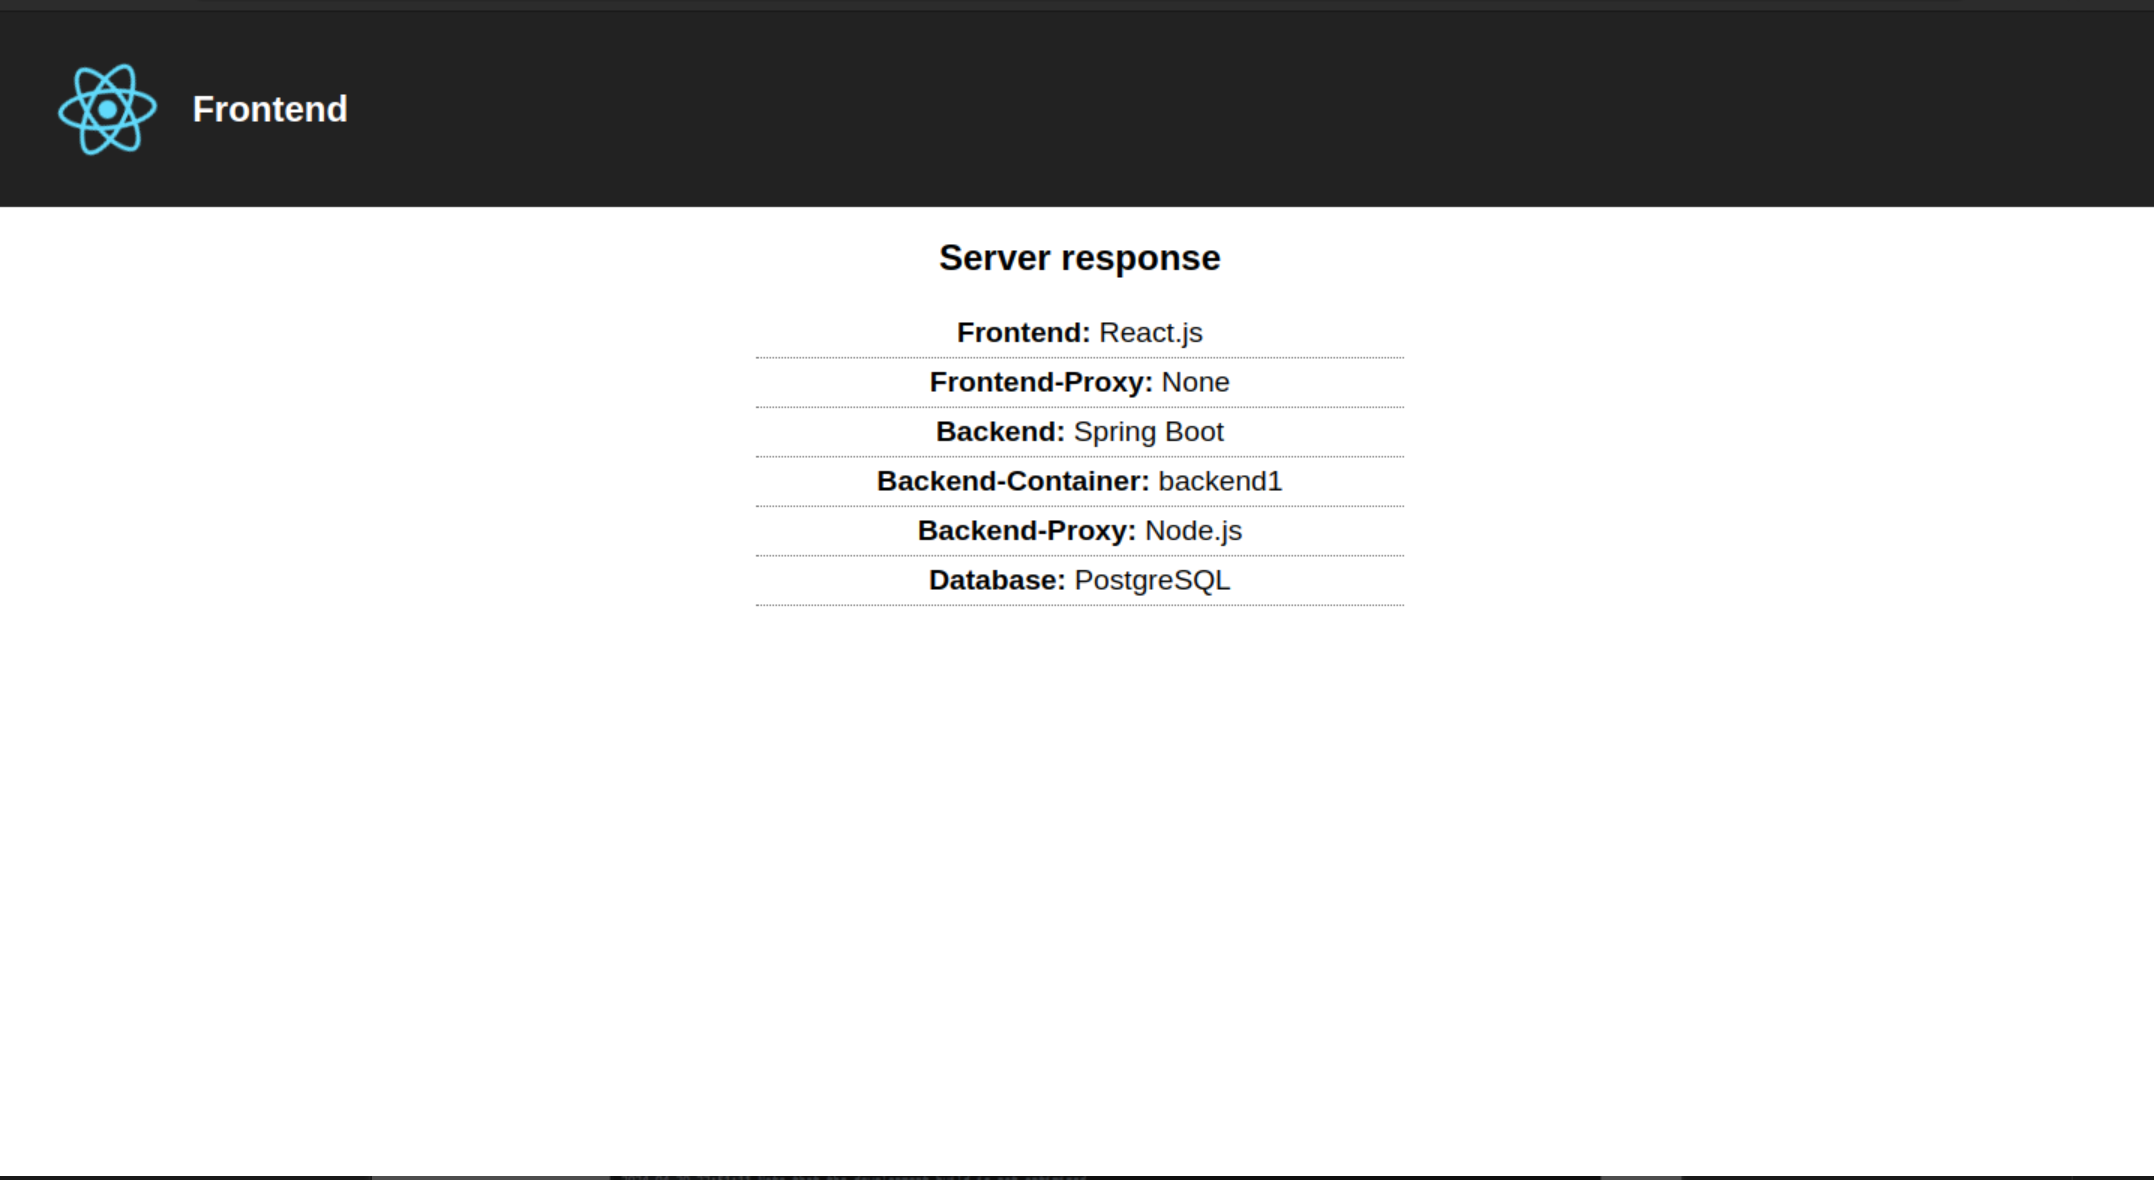 Frontend
Server response
Frontend: React.js
Frontend-Proxy: None
Backend: Spring Boot
Backend-Container: backend1
Backend-Proxy: Node.js
Database: PostgreSQL